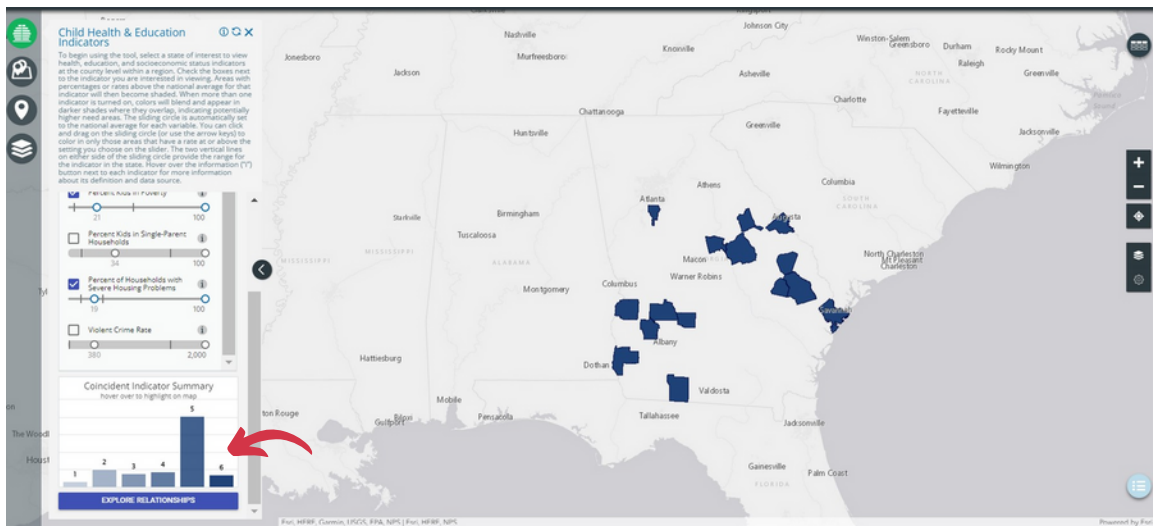 Child Health & Education
Indicators
To begin using the tool, select a state of interest to view
health, education, and socioeconomic status indicators
at the county level within a region. Check the boxes next
to the indicator you are interested in viewing. Areas with
percentages or rates above the national average for that
indicator will then become shaded. When more than one
indicator is turned on, colors will blend and appear in
darker shades where they overlap, indicating potentially
higher need areas. The sliding circle is automatically set
to the national average for each variable. You can click
and drag on the sliding circle (or use the arrow keys) to
color in only those areas that have a rate at or above the
setting you choose on the slider. The two vertical lines
on either side of the sliding circle provide the range for
the indicator in the state. Hover over the information ("i")
button next to each indicator for more information
about its definition and data source.
Percent Kids in Poverty
21 100
Percent Kids in Single-Parent
Households
34 100
Percent of Households with
Severe Housing Problems
19 100
Violent Crime Rate
380 2,000
Coincident Indicator Summary
hover over to highlight on map
1 2 3 4 5 6
EXPLORE RELATIONSHIPS
Nashville
Johnson City
Jonesboro
Murfreesboro
Knoxville
Winston-Salem
Greensboro
Durham
Rocky Mount
Raleigh
Jackson
Asheville
NORTH
CAROLINA
Greenville
Charlotte
Chattanooga
Fayetteville
Huntsville
Greenville
Jacksonville
Wilmington
Athens
Columbia
Atlanta
SOUTH
CAROLINA
Starkville
Birmingham
Augusta
Tuscaloosa
MISSISSIPPI
ALABAMA
Macon
North Charleston
Mt Pleasant
Charleston
Warner Robins
Columbus
Montgomery
Savannah
Albany
Hattiesburg
Dothan
Valdosta
Mobile
ton Rouge
Gulfport
Biloxi
Pensacola
Tallahassee
Jacksonville
The Woodl
Houst
Gainesville
Palm Coast
FLORIDA
Esri, HERE, Garmin, USGS, EPA, NPS | Esri, HERE, NPS
Powered by Esri